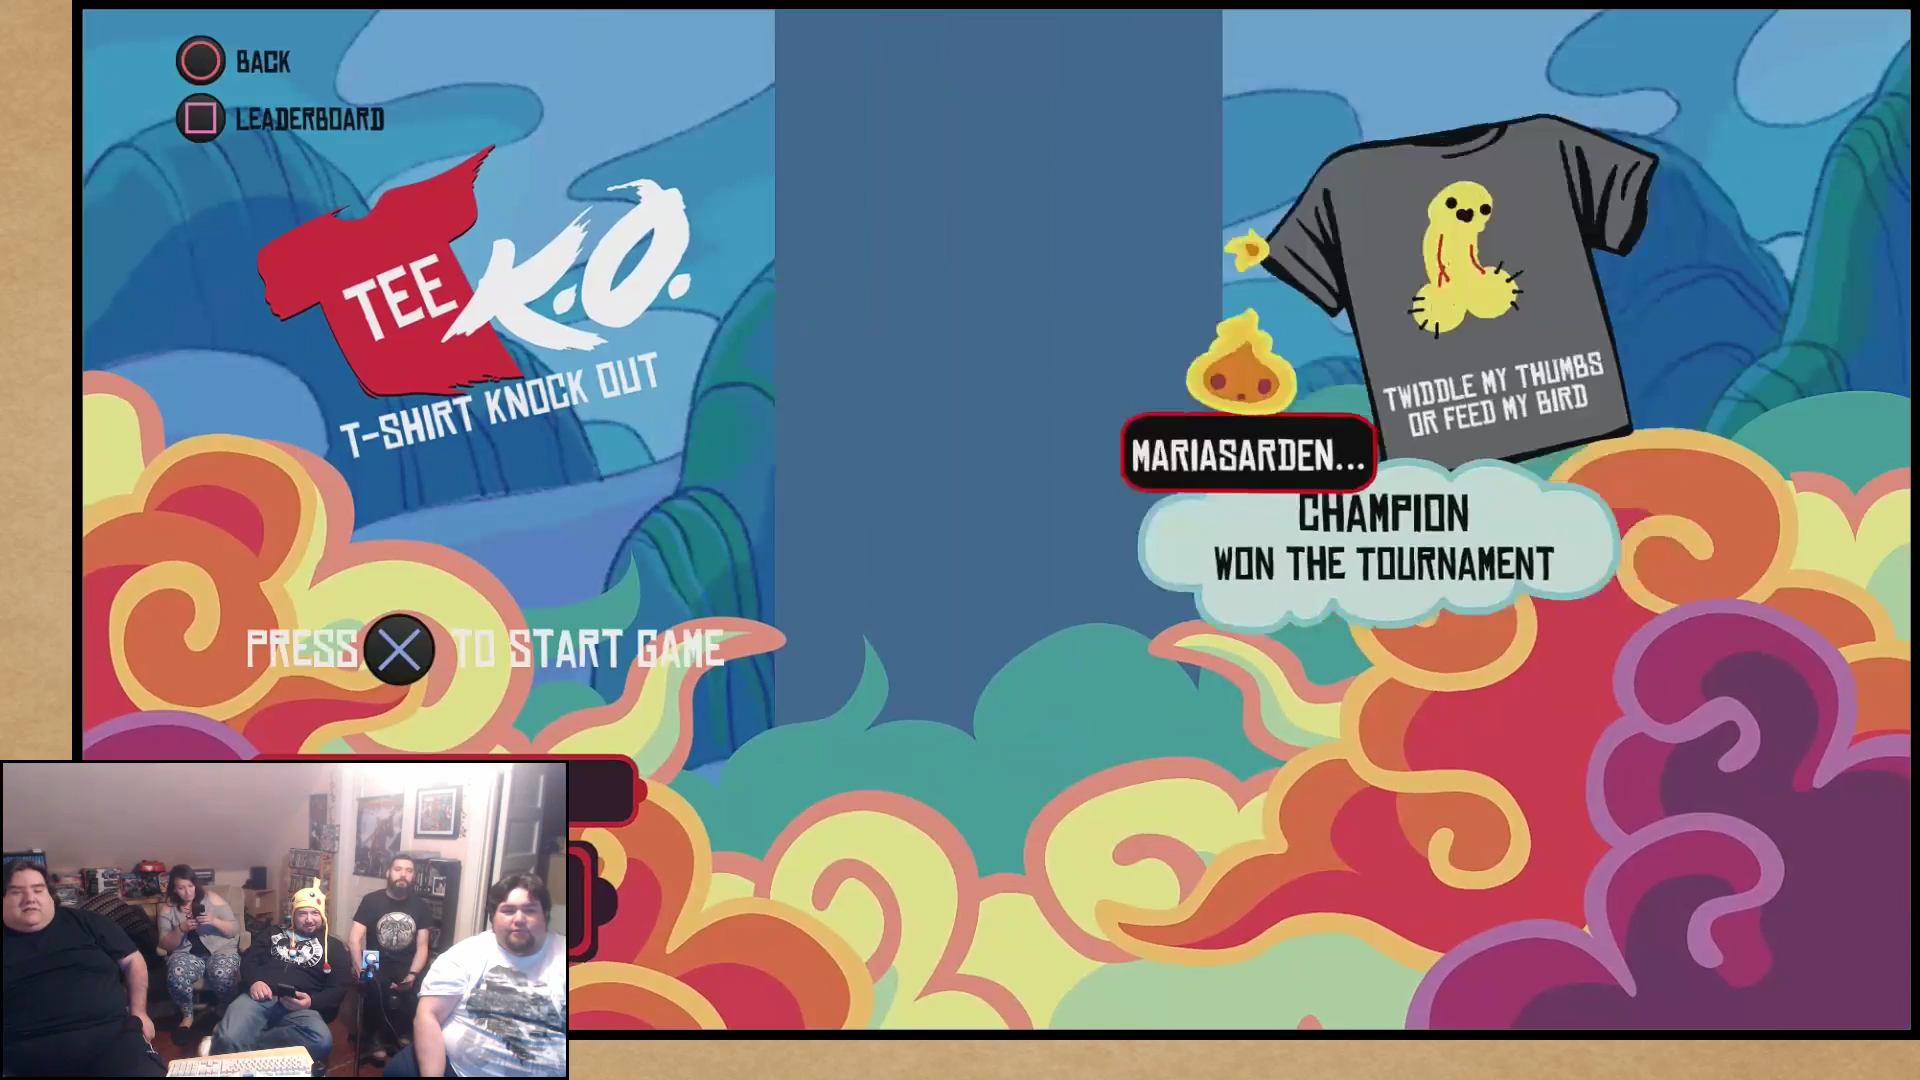 BACK
LEADERBOARD
TEE K.O.
T-SHIRT KNOCK OUT
TWIDDLE MY THUMBS
OR FEED MY BIRD
MARIASARDEN...
CHAMPION
WON THE TOURNAMENT
PRESS X TO START GAME